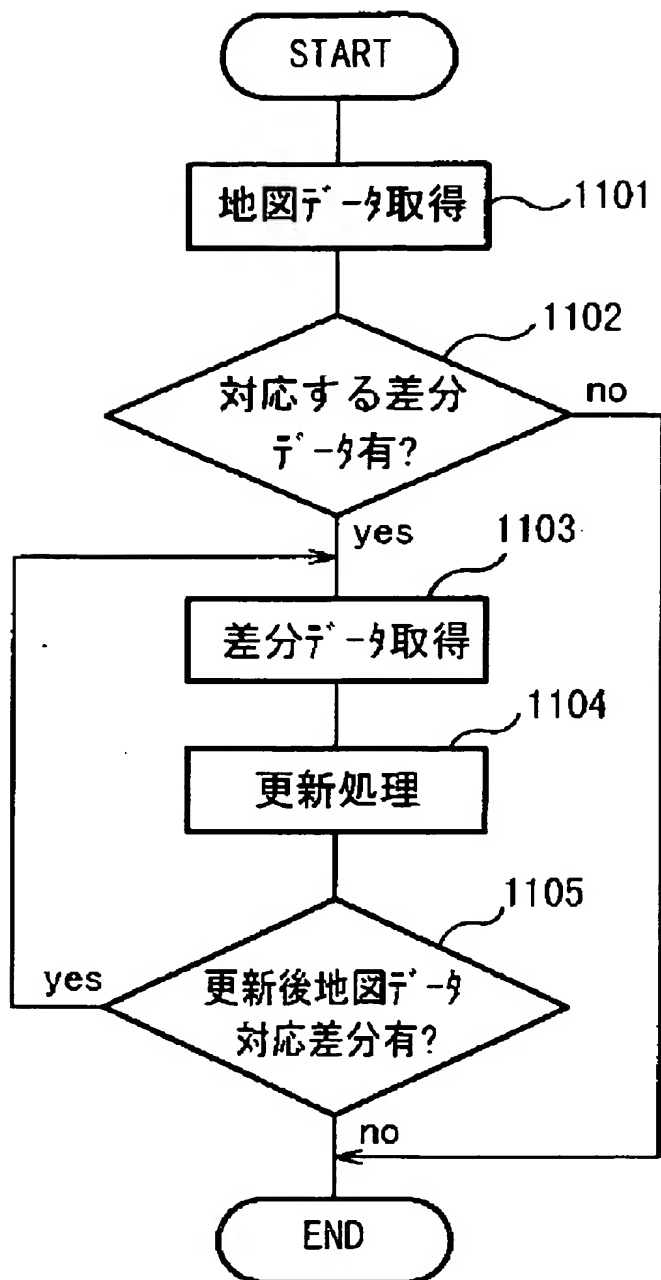 START
地図ﾃﾞｰﾀ取得
1101
1102
対応する差分
ﾃﾞｰﾀ有?
no
yes
1103
差分ﾃﾞｰﾀ取得
1104
更新処理
1105
yes
更新後地図ﾃﾞｰﾀ
対応差分有?
no
END